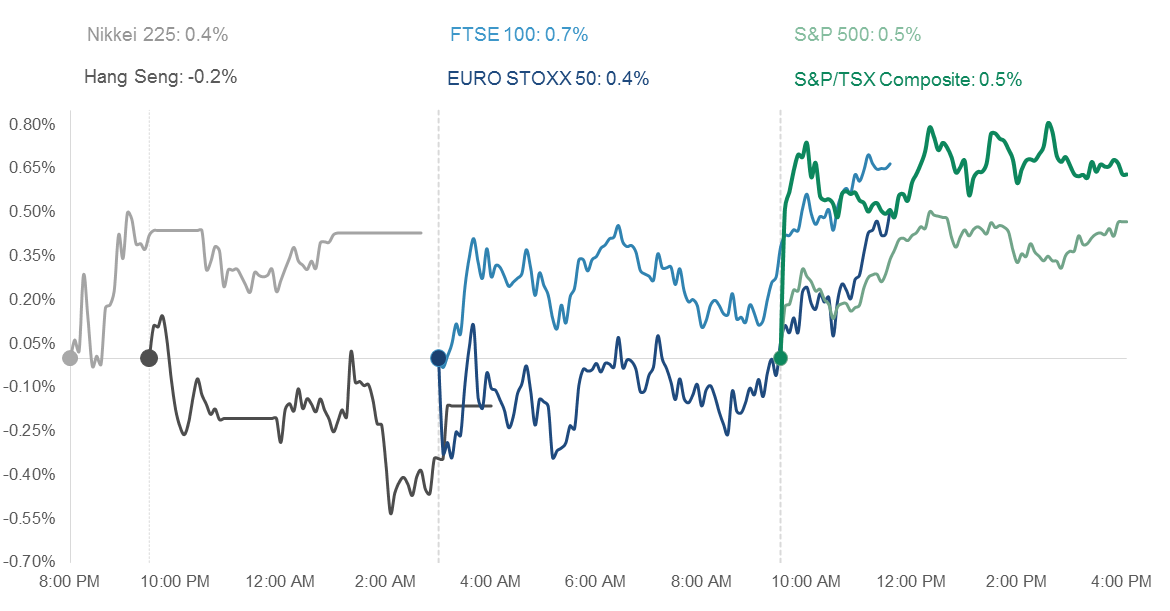 Nikkei 225: 0.4%
FTSE 100: 0.7%
S&P 500: 0.5%
Hang Seng: -0.2%
EURO STOXX 50: 0.4%
S&P/TSX Composite: 0.5%
0.80%
0.65%
0.50%
0.35%
0.20%
0.05%
-0.10%
-0.25%
-0.40%
-0.55%
-0.70%
8:00 PM 10:00 PM 12:00 AM 2:00 AM 4:00 AM 6:00 AM 8:00 AM 10:00 AM 12:00 PM 2:00 PM 4:00 PM